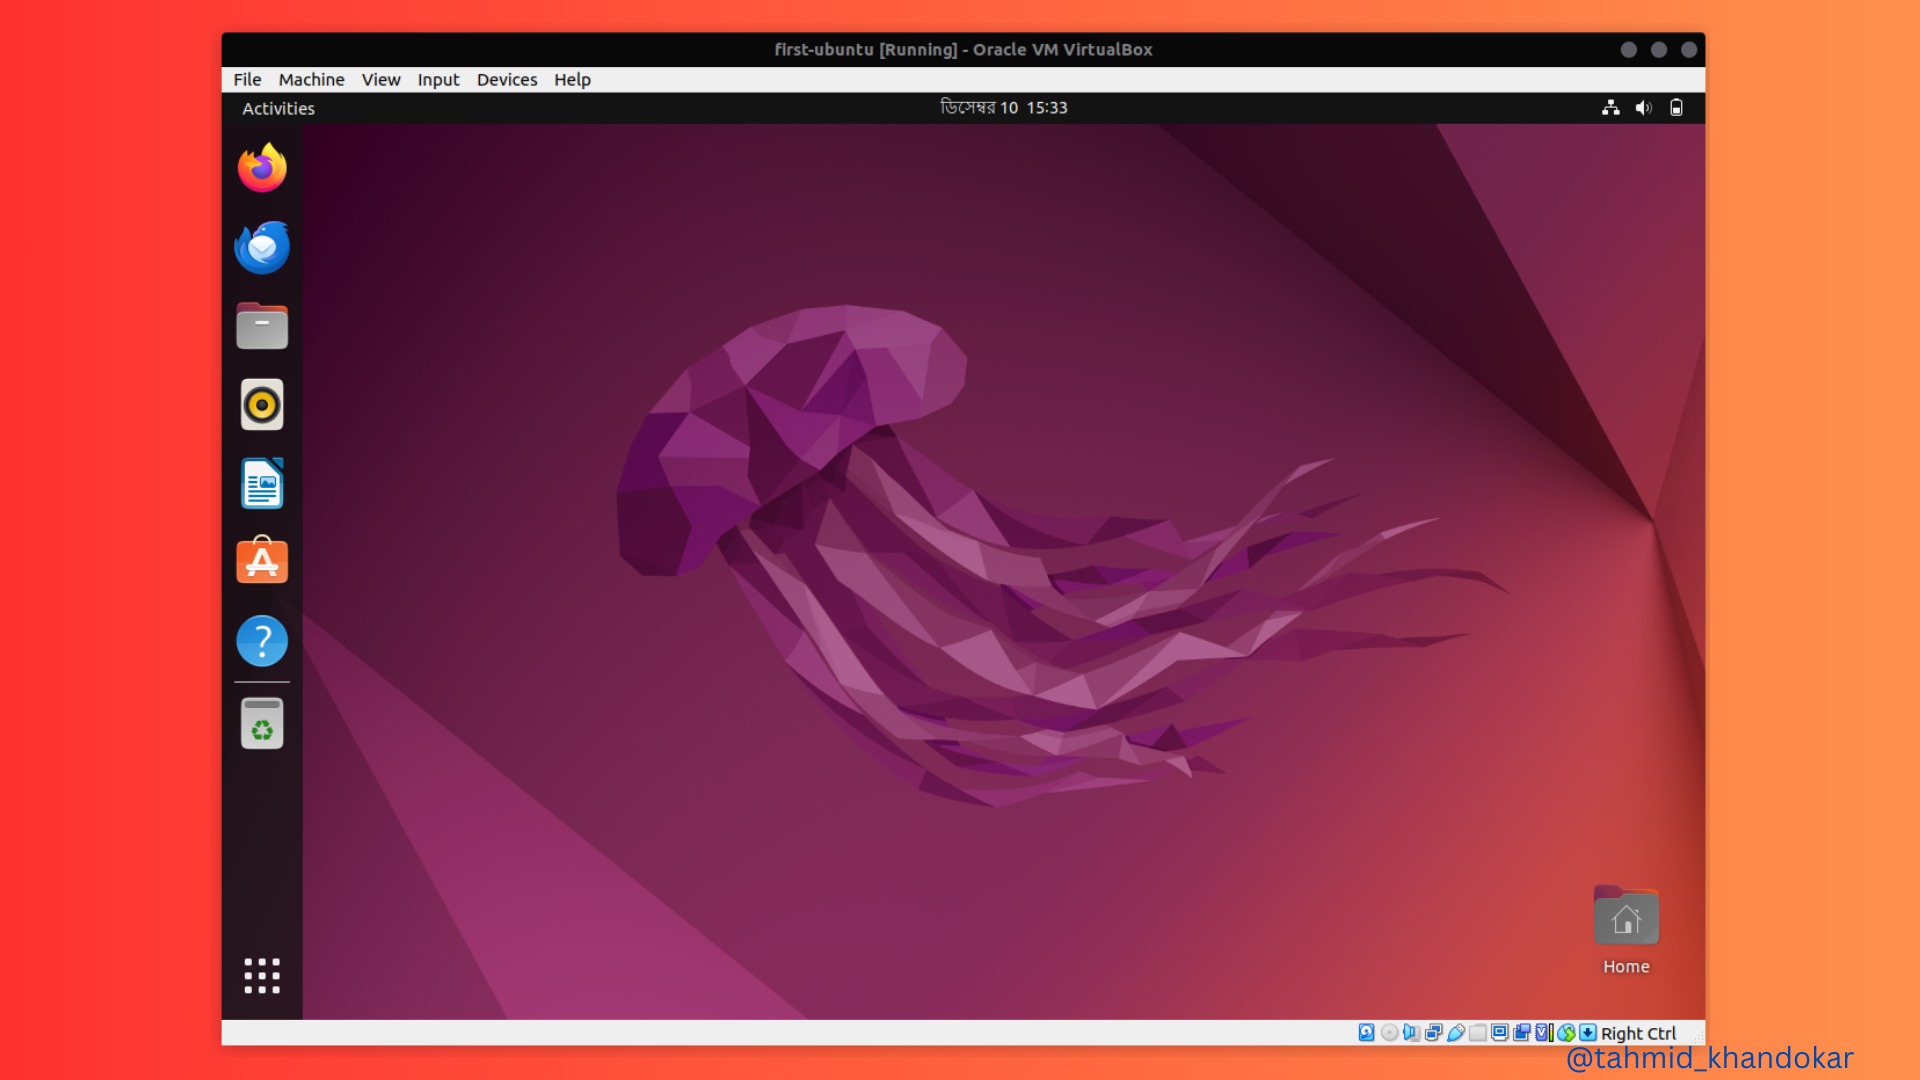 first-ubuntu [Running] - Oracle VM VirtualBox
File Machine View Input Devices Help
Activities
ডিসেম্বর 10 15:33
Home
Right Ctrl
@tahmid_khandokar